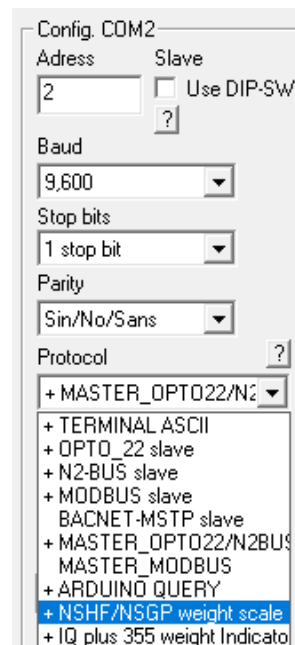 Config. COM2
Adress Slave
2 Use DIP-SW
?
Baud
9,600
Stop bits
1 stop bit
Parity
Sin/No/Sans
Protocol ?
+ MASTER_OPTO22/N2
+ TERMINAL ASCII
+ OPTO_22 slave
+ N2-BUS slave
+ MODBUS slave
BACNET-MSTP slave
+ MASTER_OPTO22/N2BUS
MASTER_MODBUS
+ ARDUINO QUERY
+ NSHF/NSGP weight scale
+ IQ plus 355 weight Indicato